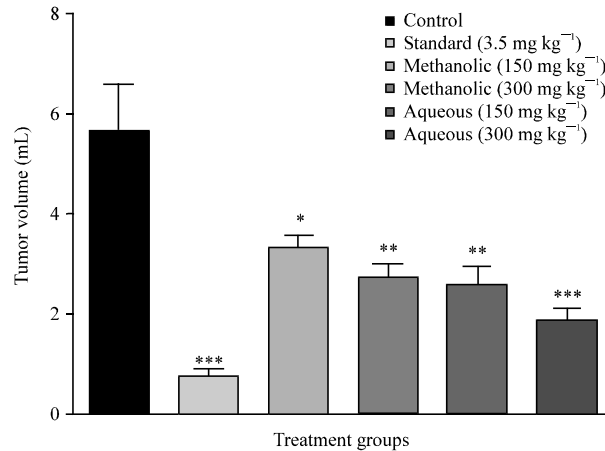 8
6
4
2
0
Tumor volume (mL)
Control
Standard (3.5 mg kg⁻¹)
Methanolic (150 mg kg⁻¹)
Methanolic (300 mg kg⁻¹)
Aqueous (150 mg kg⁻¹)
Aqueous (300 mg kg⁻¹)
***
*
**
**
***
Treatment groups